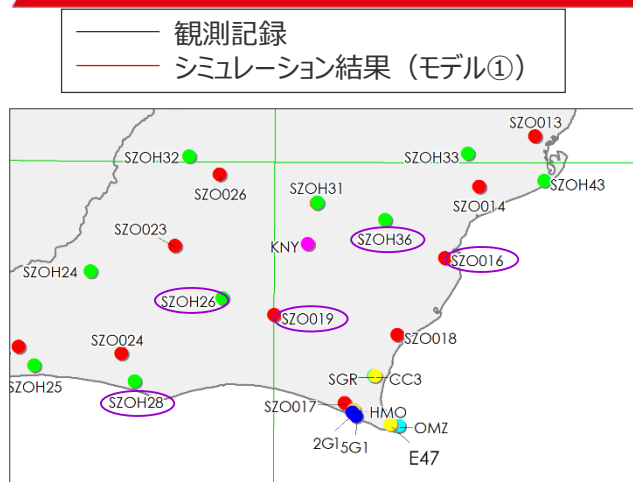 観測記録
シミュレーション結果（モデル①）
SZO013
SZOH32
SZOH33
SZO026
SZOH43
SZO014
SZOH31
SZO023
KNY
SZOH36
SZO016
SZOH24
SZOH26
SZO019
SZO018
SZO024
SZOH25
SGR
CC3
SZOH28
SZO017
HMO
2G1
5G1
OMZ
E47